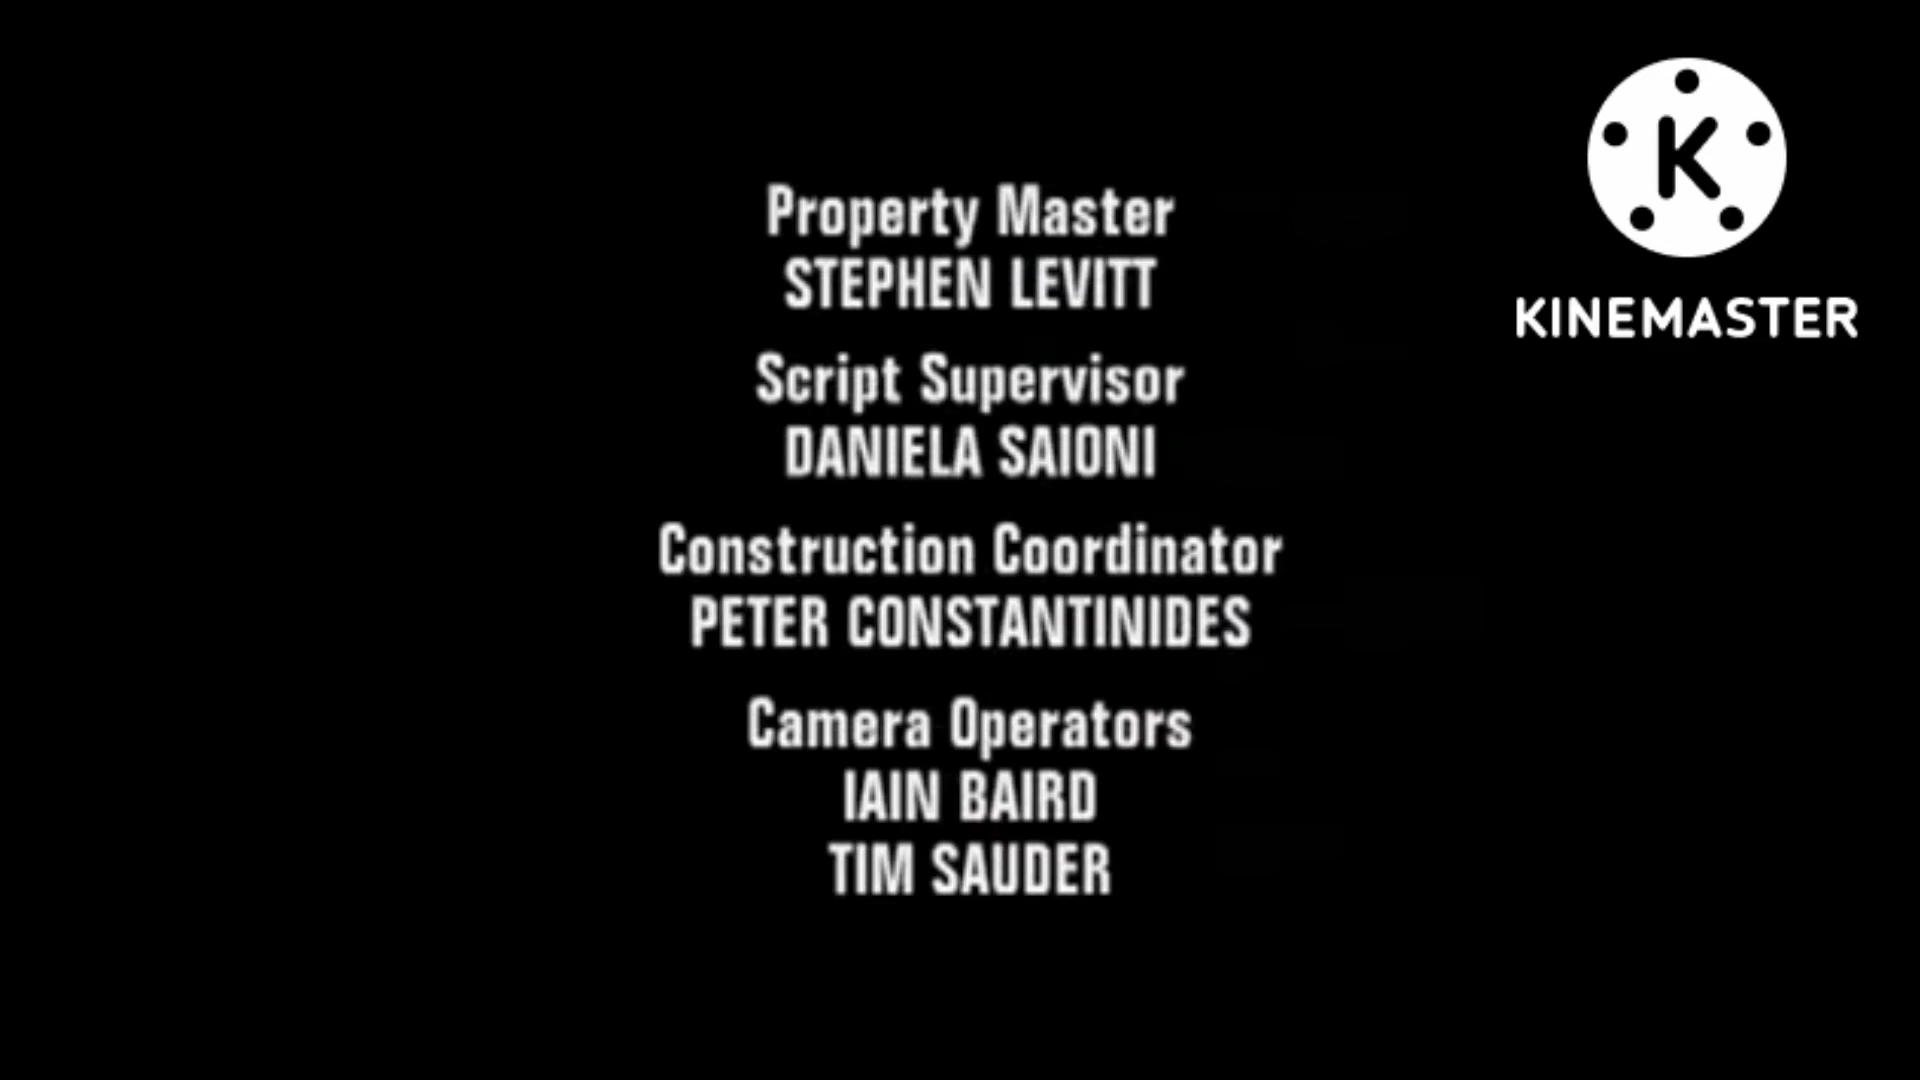 Property Master
STEPHEN LEVITT
Script Supervisor
DANIELA SAIONI
Construction Coordinator
PETER CONSTANTINIDES
Camera Operators
IAIN BAIRD
TIM SAUDER
K
KINEMASTER